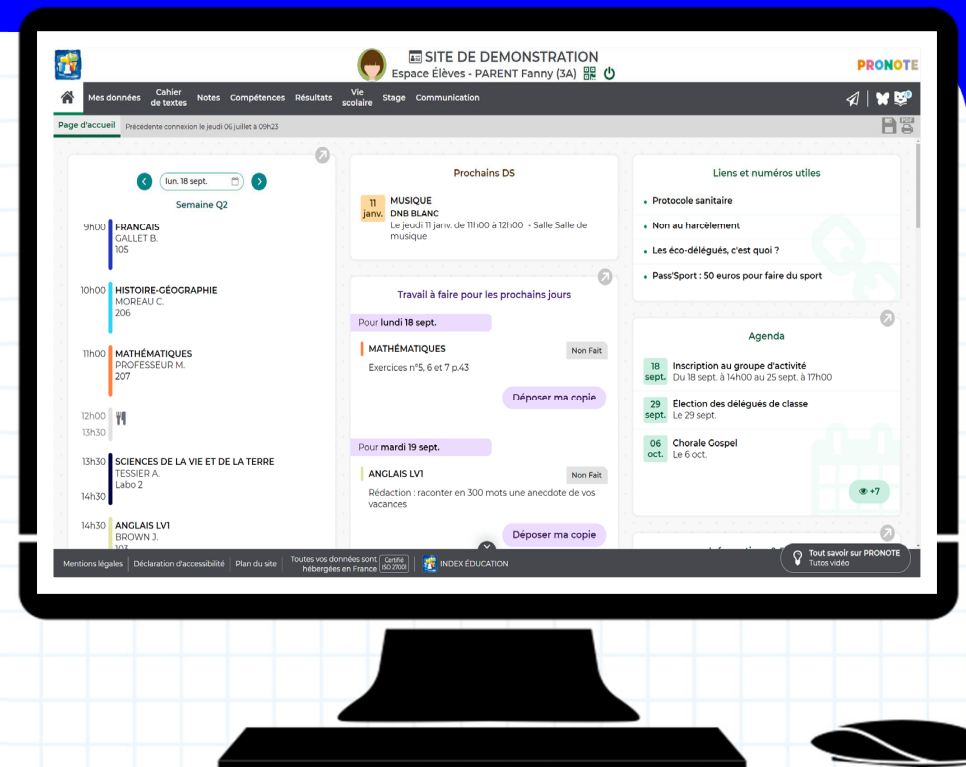 SITE DE DEMONSTRATION
Espace Élèves - PARENT Fanny (3A)
PRONOTE
Mes données
Cahier
de textes
Notes
Compétences
Résultats
Vie
scolaire
Stage
Communication
Page d'accueil
Précédente connexion le jeudi 06 juillet à 09h23
PDF
lun. 18 sept.
Semaine Q2
9h00 FRANCAIS
GALLET B.
105
10h00 HISTOIRE-GÉOGRAPHIE
MOREAU C.
206
11h00 MATHÉMATIQUES
PROFESSEUR M.
207
12h00
13h30
13h30 SCIENCES DE LA VIE ET DE LA TERRE
TESSIER A.
Labo 2
14h30
14h30 ANGLAIS LV1
BROWN J.
103
Prochains DS
11
janv.
MUSIQUE
DNB BLANC
Le jeudi 11 janv. de 11h00 à 12h00 - Salle Salle de
musique
Travail à faire pour les prochains jours
Pour lundi 18 sept.
MATHÉMATIQUES
Non Fait
Exercices n°5, 6 et 7 p.43
Déposer ma copie
Pour mardi 19 sept.
ANGLAIS LV1
Non Fait
Rédaction : raconter en 300 mots une anecdote de vos
vacances
Déposer ma copie
Liens et numéros utiles
• Protocole sanitaire
• Non au harcèlement
• Les éco-délégués, c'est quoi ?
• Pass'Sport : 50 euros pour faire du sport
Agenda
18
sept.
Inscription au groupe d'activité
Du 18 sept. à 14h00 au 25 sept. à 17h00
29
sept.
Election des délégués de classe
Le 29 sept.
06
oct.
Chorale Gospel
Le 6 oct.
+7
Mentions légales
Déclaration d'accessibilité
Plan du site
Toutes vos données sont
hébergées en France
Certifié
ISO 27001
INDEX ÉDUCATION
Tout savoir sur PRONOTE
Tutos vidéo